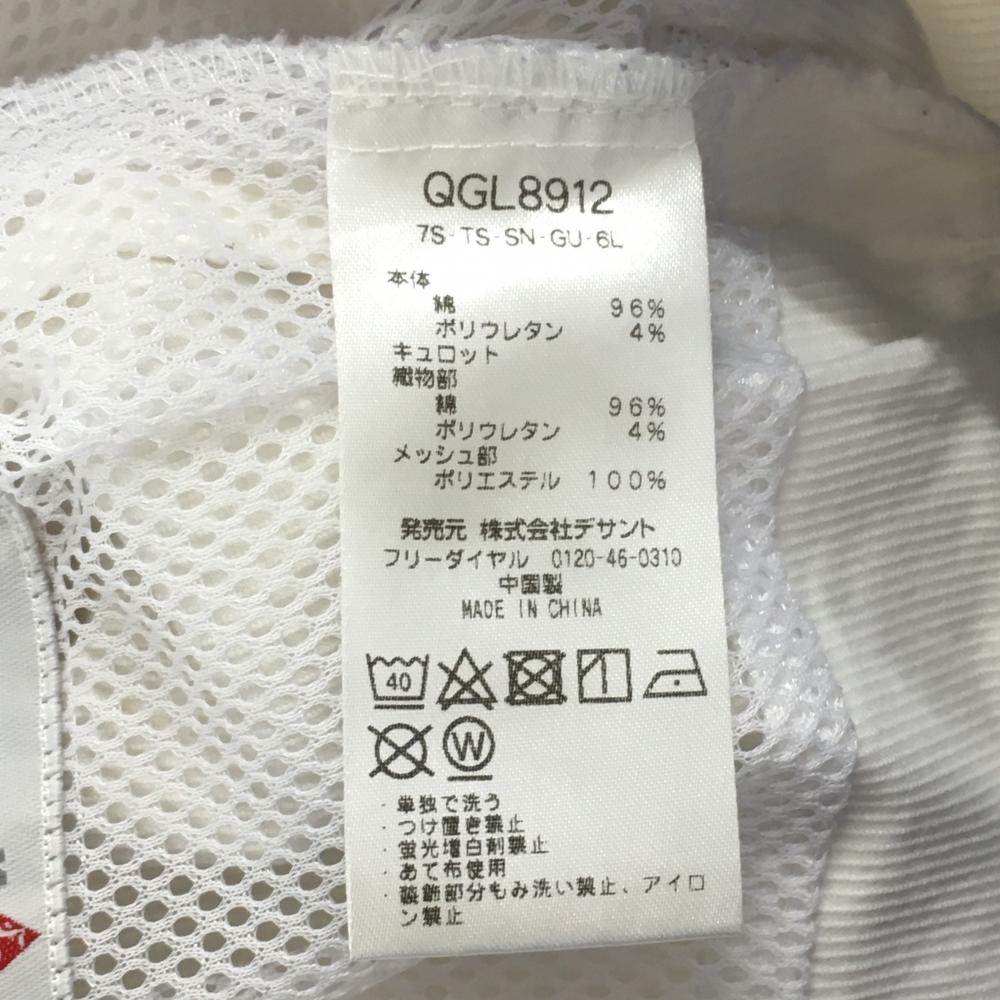 QGL8912
7S-TS-SN-GU-6L
本体
綿 96%
ポリウレタン 4%
キュロット
織物部
綿 96%
ポリウレタン 4%
メッシュ部
ポリエステル 100%
発売元 株式会社デサント
フリーダイヤル 0120-46-0310
中国製
MADE IN CHINA
40
W
・単独で洗う
・つけ置き禁止
・蛍光増白剤禁止
・あて布使用
・装飾部分もみ洗い禁止、アイロ
ン禁止